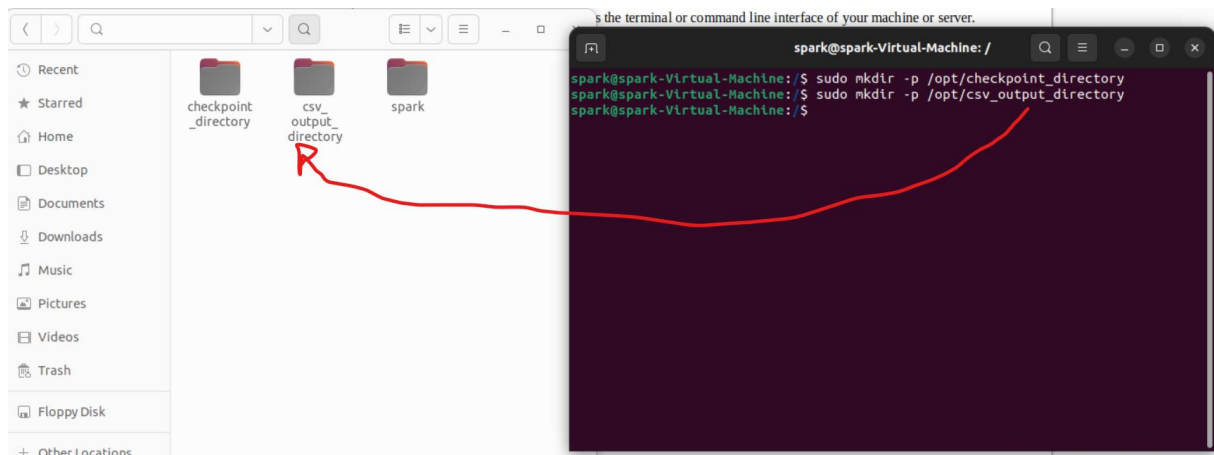 s the terminal or command line interface of your machine or server.
Recent
Starred
Home
Desktop
Documents
Downloads
Music
Pictures
Videos
Trash
Floppy Disk
+ Other Locations
checkpoint
_directory
csv_
output_
directory
spark
spark@spark-Virtual-Machine: /
spark@spark-Virtual-Machine:/$ sudo mkdir -p /opt/checkpoint_directory
spark@spark-Virtual-Machine:/$ sudo mkdir -p /opt/csv_output_directory
spark@spark-Virtual-Machine:/$